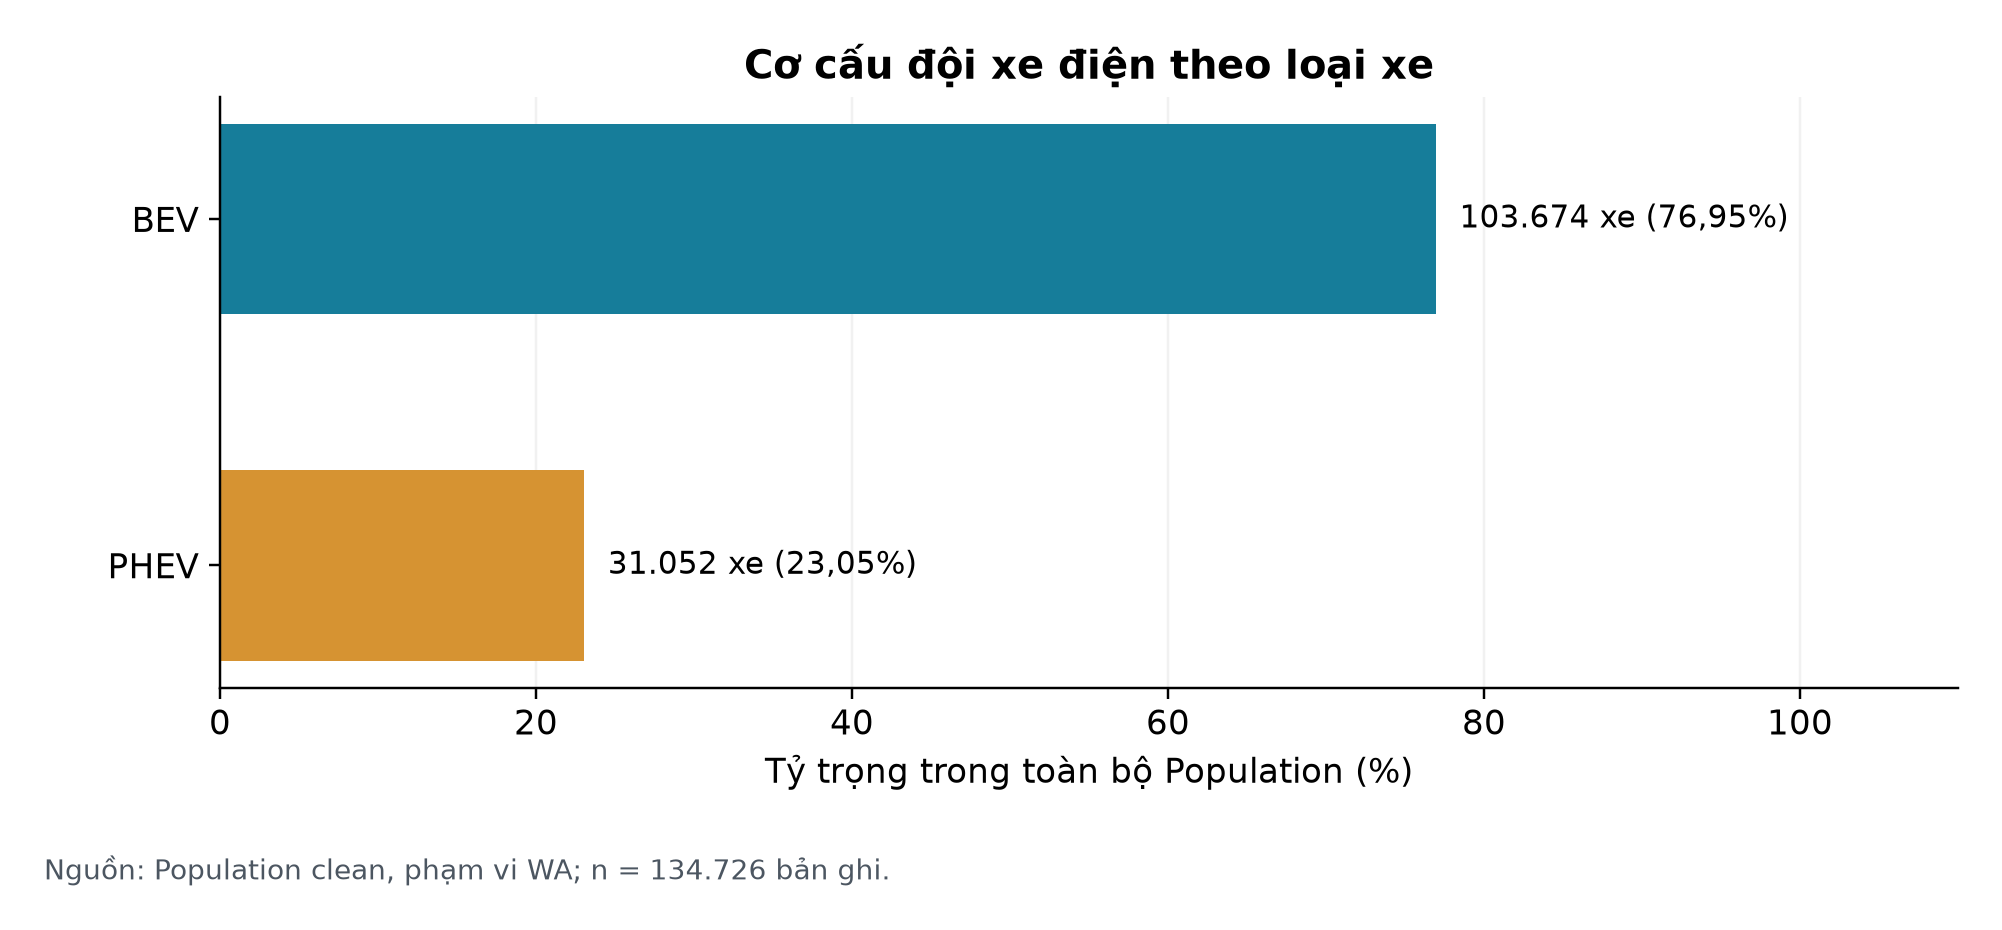 Cơ cấu đội xe điện theo loại xe
BEV
103.674 xe (76,95%)
PHEV
31.052 xe (23,05%)
0 20 40 60 80 100
Tỷ trọng trong toàn bộ Population (%)
Nguồn: Population clean, phạm vi WA; n = 134.726 bản ghi.